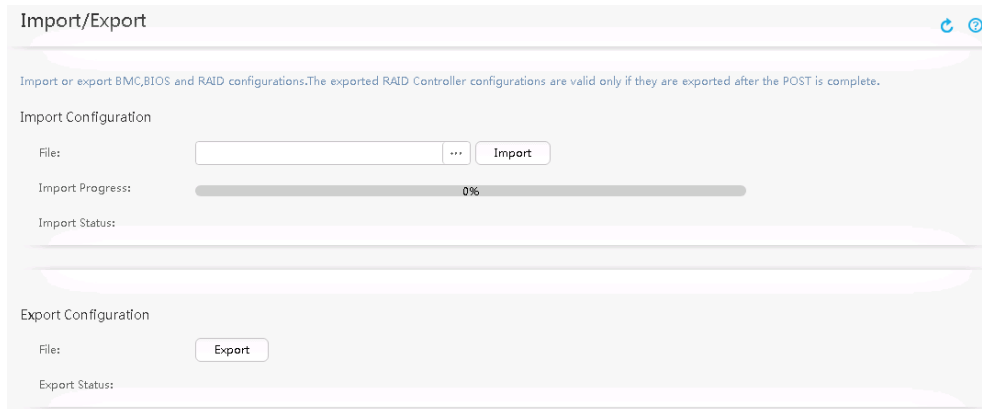 Import/Export
Import or export BMC,BIOS and RAID configurations.The exported RAID Controller configurations are valid only if they are exported after the POST is complete.
Import Configuration
File: ... Import
Import Progress: 0%
Import Status:
Export Configuration
File: Export
Export Status: